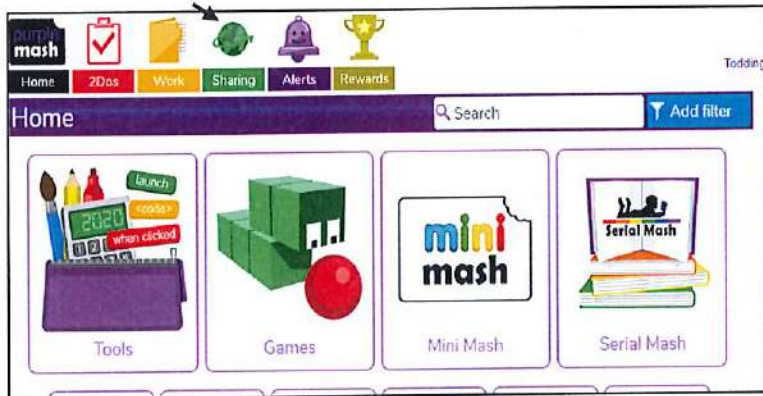 purple
mash
Home 2Dos Work Sharing Alerts Rewards
Todding
Home
Search
Add filter
launch
<code>
when clicked
2020
mini
mash
Serial Mash
Tools
Games
Mini Mash
Serial Mash